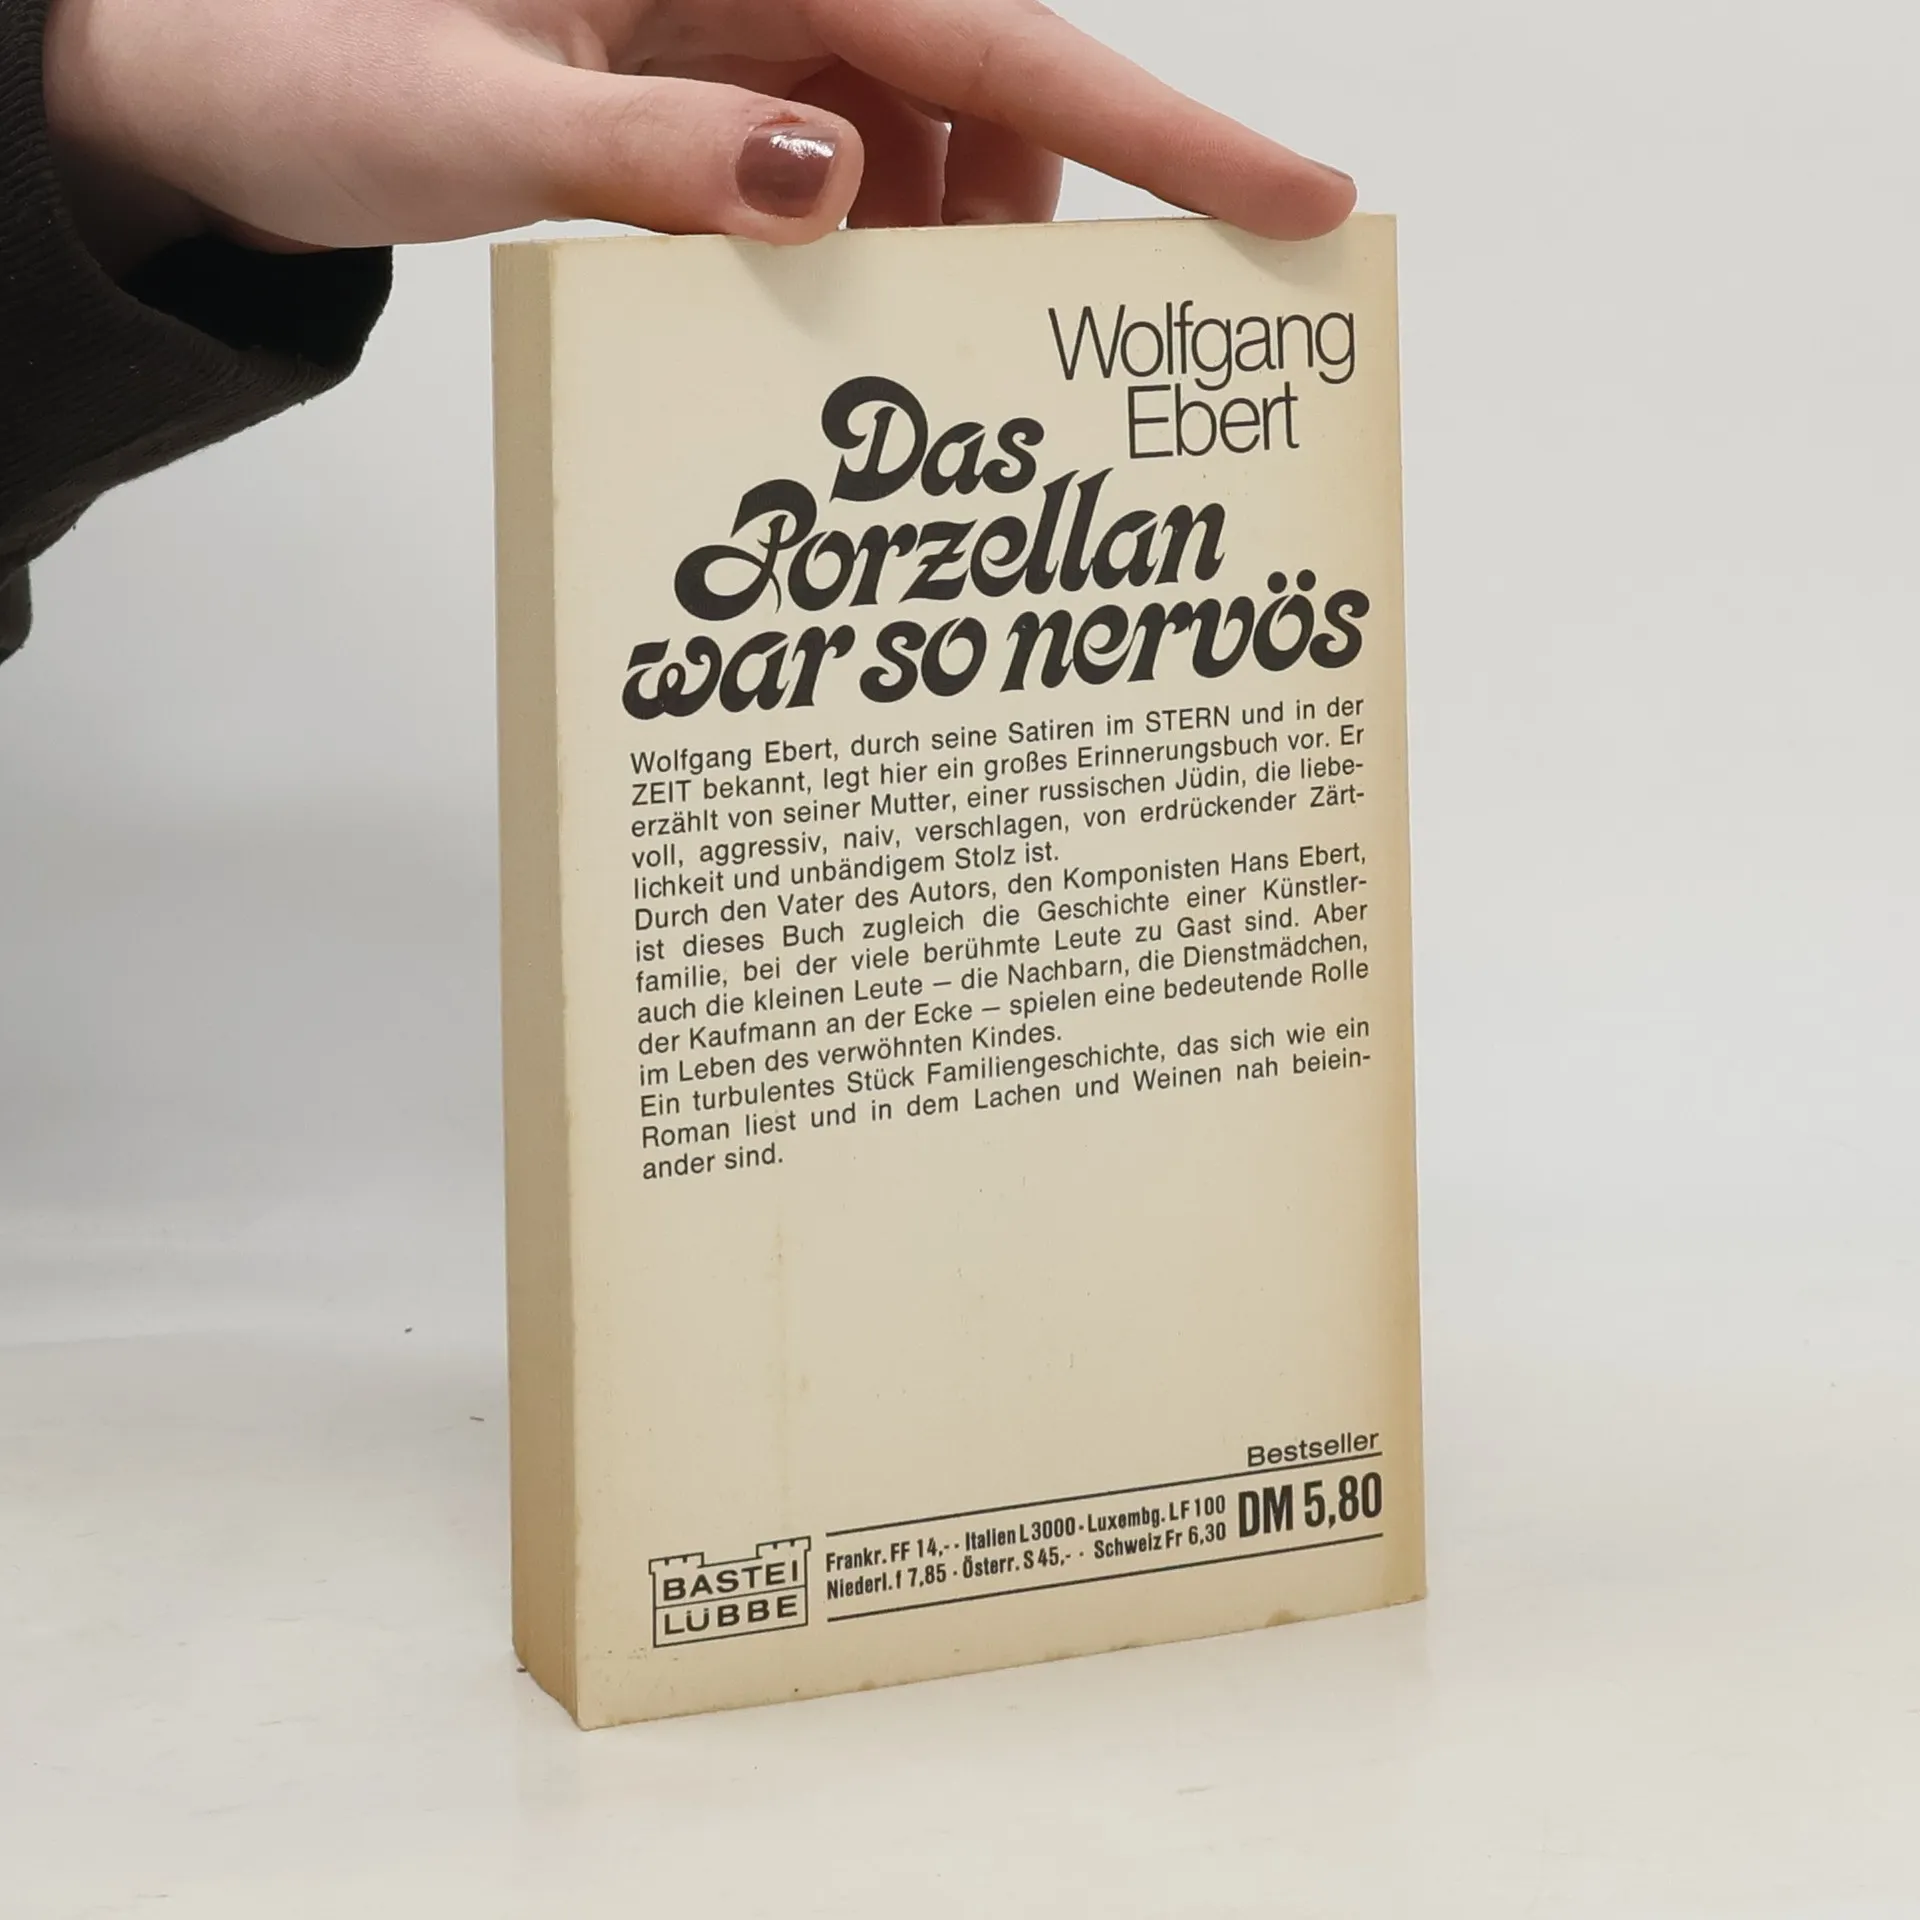 Wolfgang
Ebert
Das
Porzellan
war so nervös
Wolfgang Ebert, durch seine Satiren im STERN und in der
ZEIT bekannt, legt hier ein großes Erinnerungsbuch vor. Er
erzählt von seiner Mutter, einer russischen Jüdin, die liebe-
voll, aggressiv, naiv, verschlagen, von erdrückender Zärt-
lichkeit und unbändigem Stolz ist.
Durch den Vater des Autors, den Komponisten Hans Ebert,
ist dieses Buch zugleich die Geschichte einer Künstler-
familie, bei der viele berühmte Leute zu Gast sind. Aber
auch die kleinen Leute – die Nachbarn, die Dienstmädchen,
der Kaufmann an der Ecke – spielen eine bedeutende Rolle
im Leben des verwöhnten Kindes.
Ein turbulentes Stück Familiengeschichte, das sich wie ein
Roman liest und in dem Lachen und Weinen nah beiein-
ander sind.
Bestseller
BASTEI
LÜBBE
Frankr. FF 14,-- · Italien L 3000 · Luxembg. LF 100
Niederl. f 7,85 · Österr. S 45,- · Schweiz Fr 6,30
DM 5,80